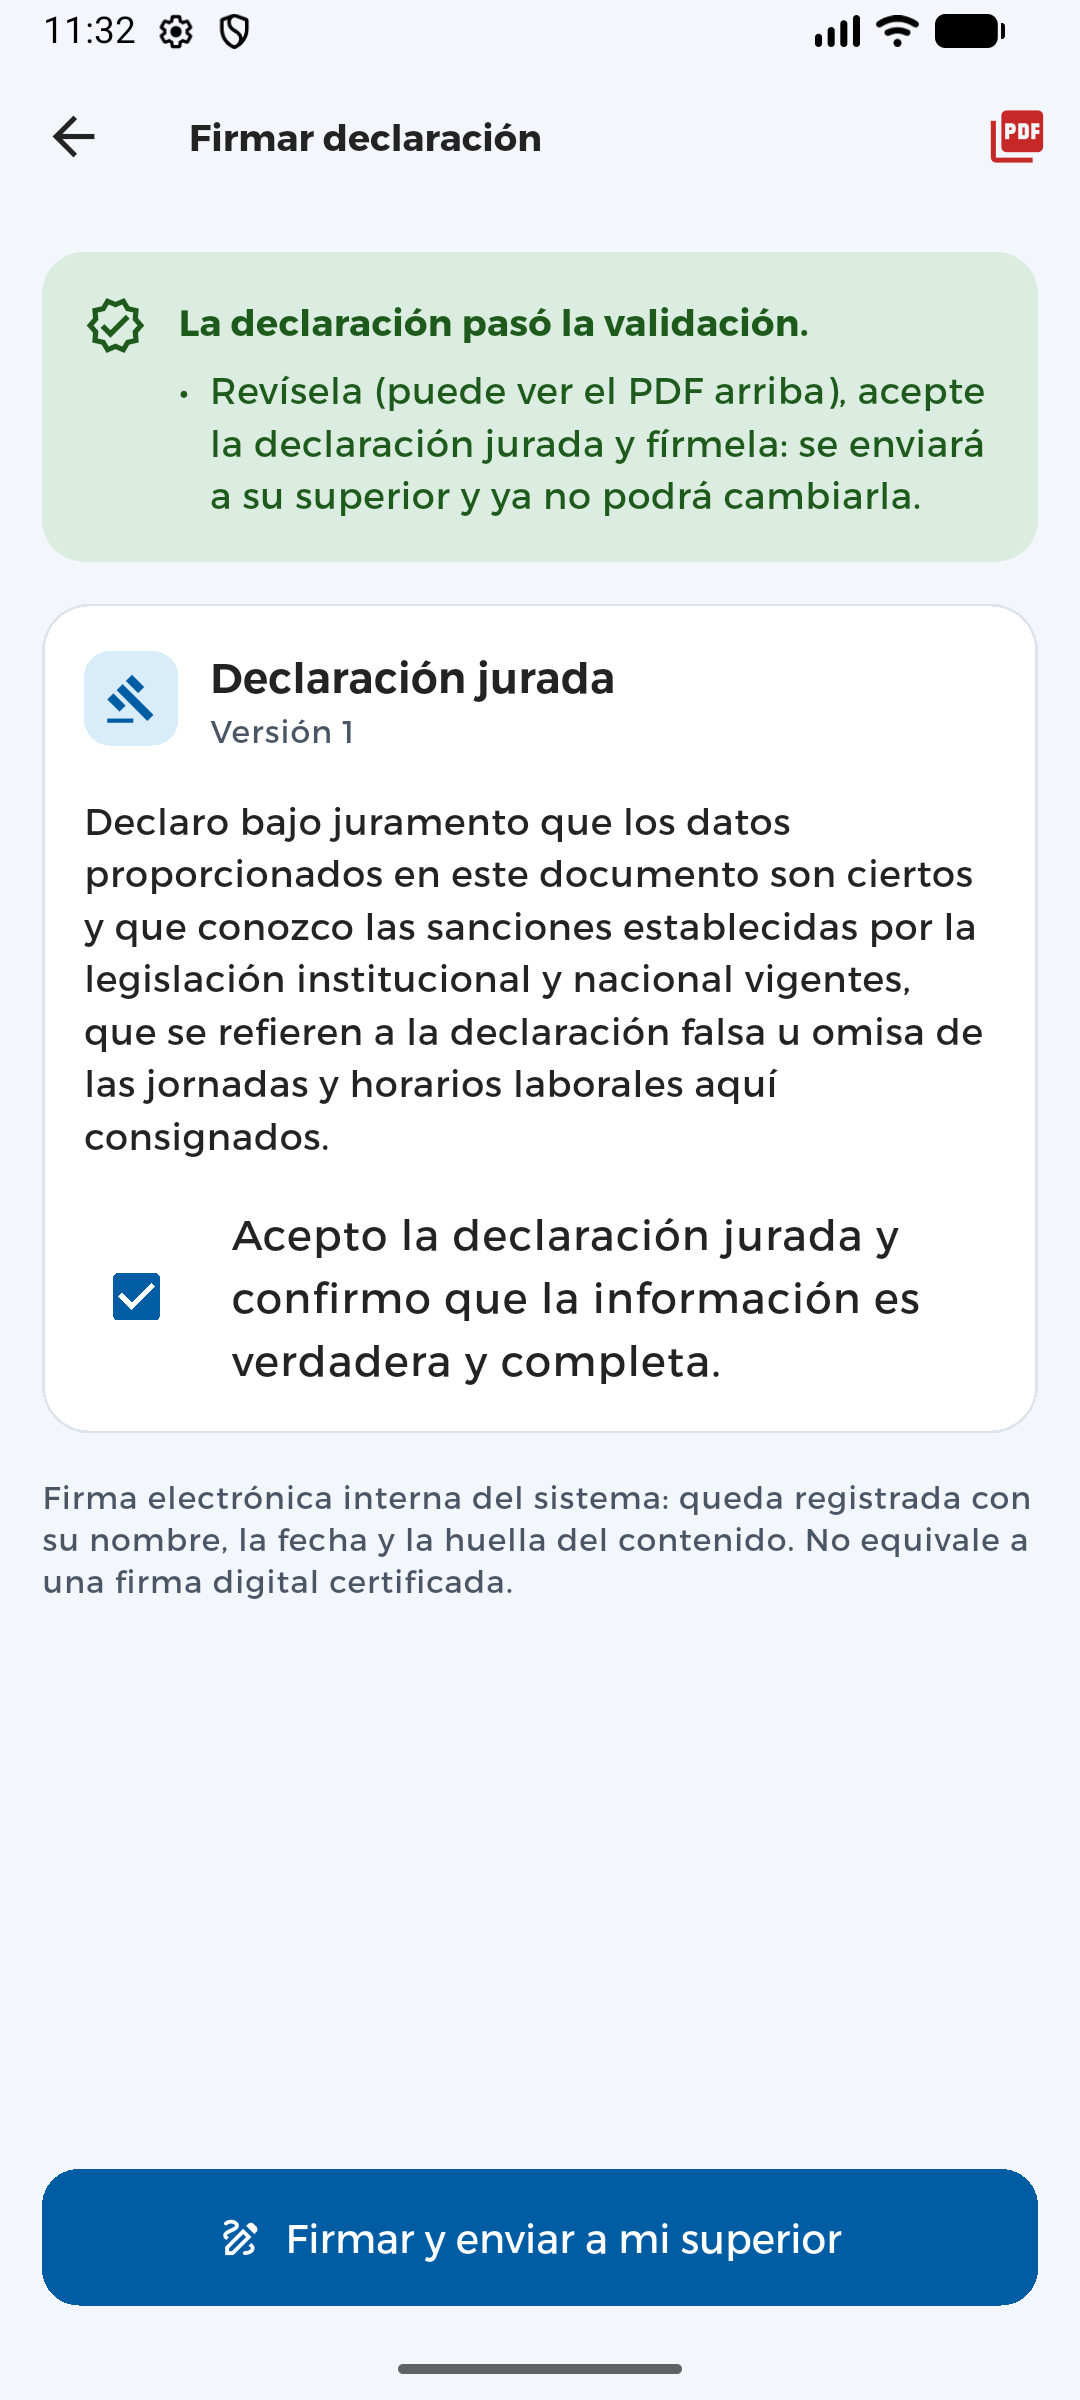 11:32
Firmar declaración
PDF
La declaración pasó la validación.
• Revísela (puede ver el PDF arriba), acepte
la declaración jurada y fírmela: se enviará
a su superior y ya no podrá cambiarla.
Declaración jurada
Versión 1
Declaro bajo juramento que los datos
proporcionados en este documento son ciertos
y que conozco las sanciones establecidas por la
legislación institucional y nacional vigentes,
que se refieren a la declaración falsa u omisa de
las jornadas y horarios laborales aquí
consignados.
Acepto la declaración jurada y
confirmo que la información es
verdadera y completa.
Firma electrónica interna del sistema: queda registrada con
su nombre, la fecha y la huella del contenido. No equivale a
una firma digital certificada.
Firmar y enviar a mi superior